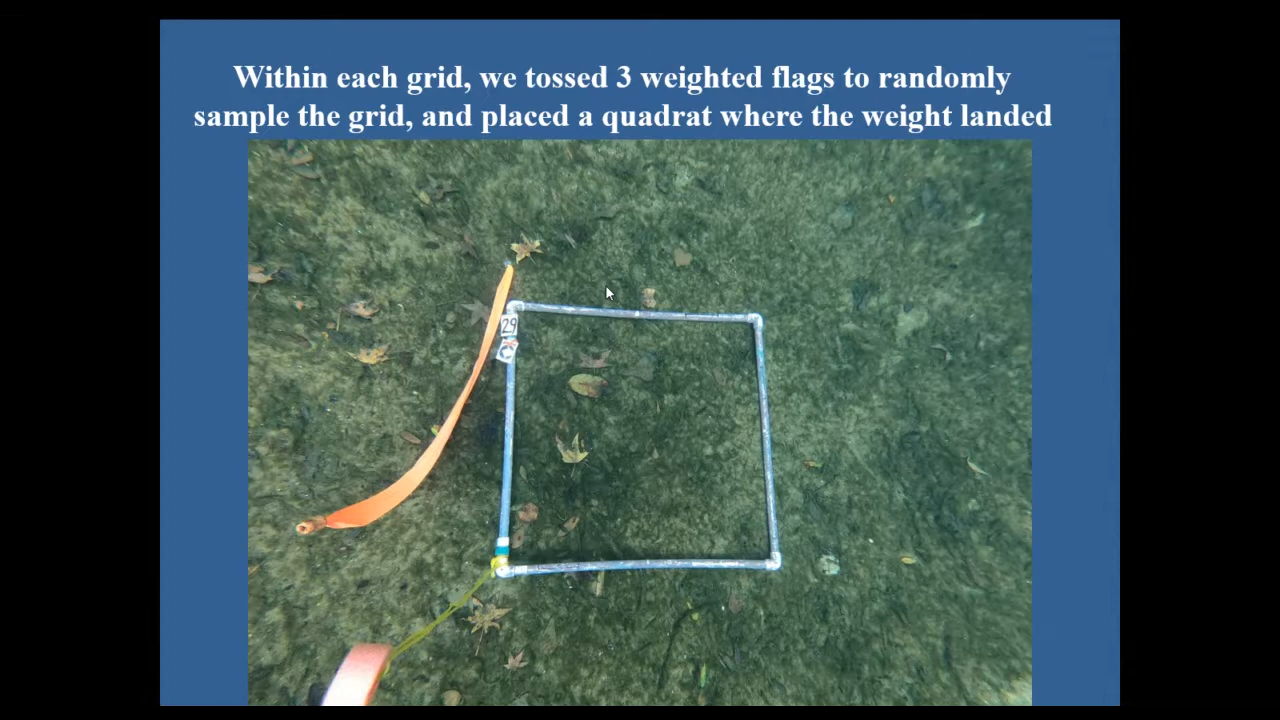 Within each grid, we tossed 3 weighted flags to randomly
sample the grid, and placed a quadrat where the weight landed
29